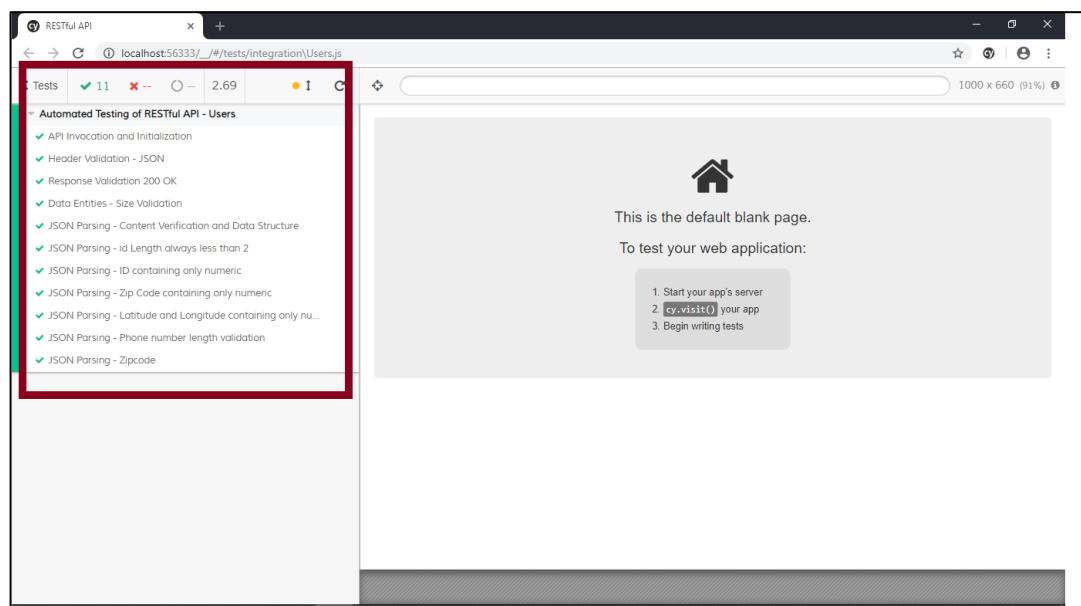 RESTful API
localhost:56333/__/#/tests/integration\Users.js
Tests 11 -- -- 2.69
1000 x 660 (91%)
Automated Testing of RESTful API - Users
API Invocation and Initialization
Header Validation - JSON
Response Validation 200 OK
Data Entities - Size Validation
JSON Parsing - Content Verification and Data Structure
JSON Parsing - id Length always less than 2
JSON Parsing - ID containing only numeric
JSON Parsing - Zip Code containing only numeric
JSON Parsing - Latitude and Longitude containing only nu...
JSON Parsing - Phone number length validation
JSON Parsing - Zipcode
This is the default blank page.
To test your web application:
1. Start your app's server
2. cy.visit() your app
3. Begin writing tests